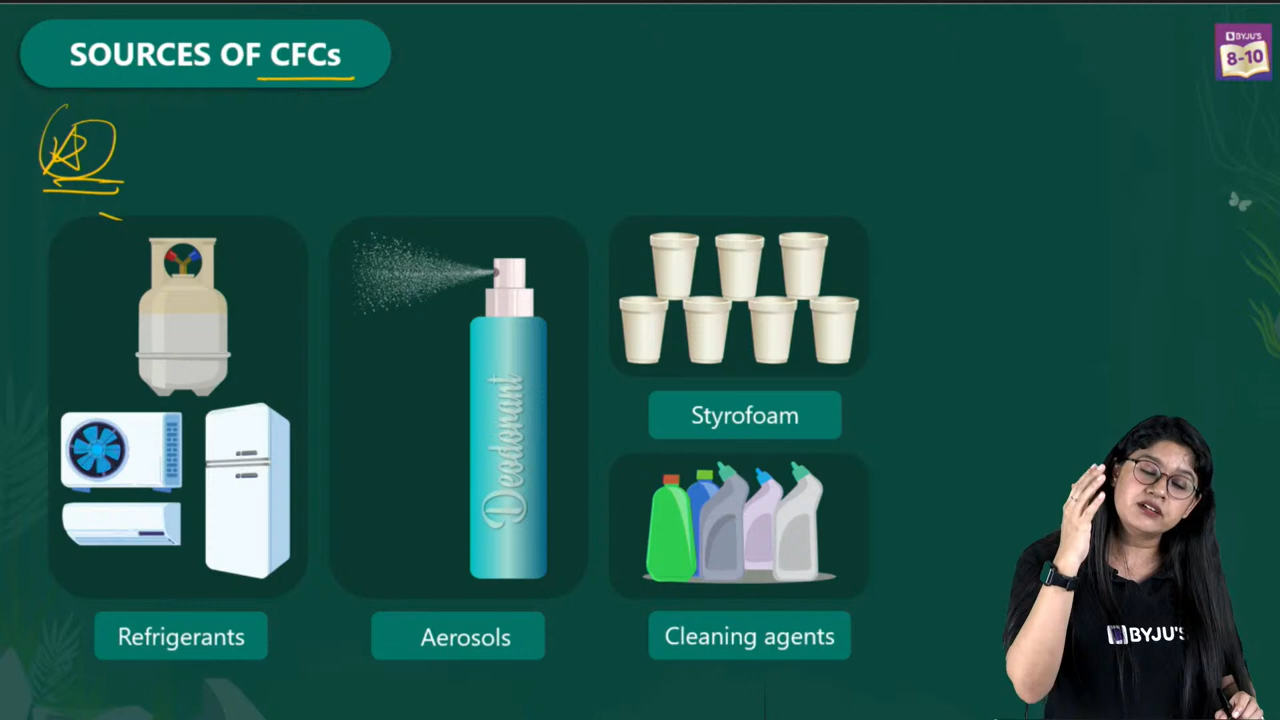 SOURCES OF CFCs
BYJU'S
8-10
Deodorant
Styrofoam
Refrigerants
Aerosols
Cleaning agents
BYJU'S